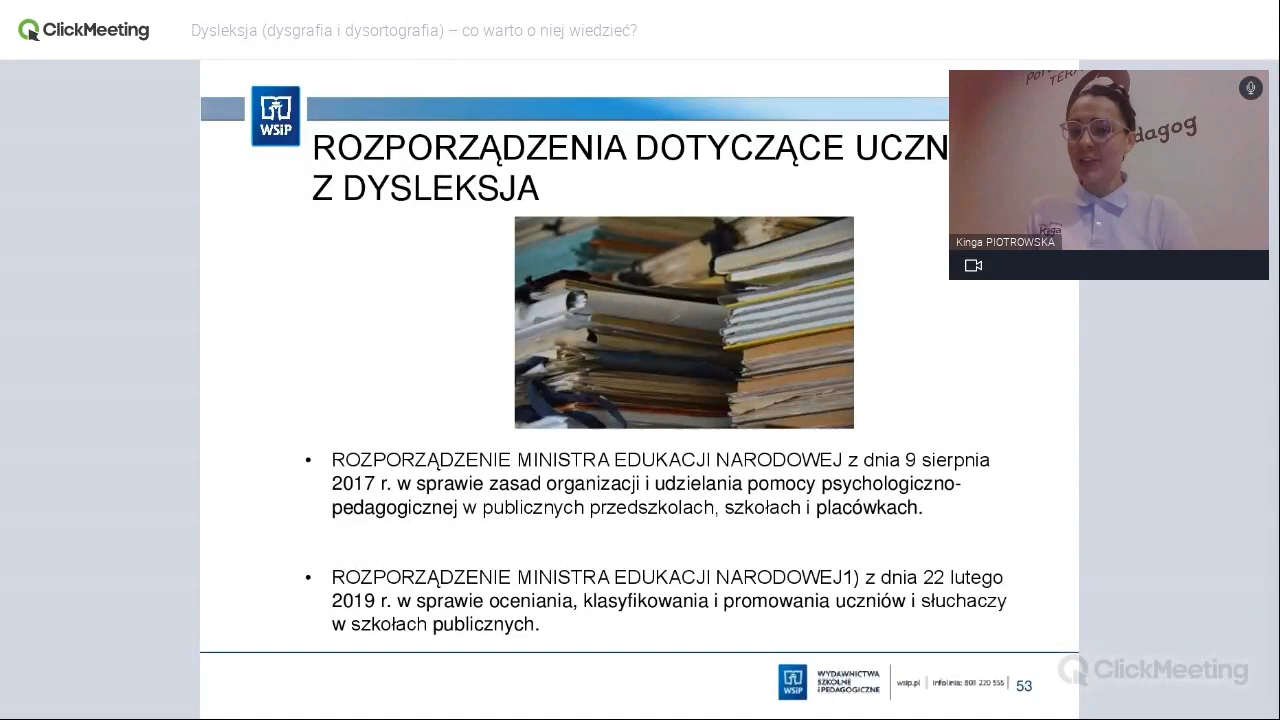 ClickMeeting
Dysleksja (dysgrafia i dysortografia) – co warto o niej wiedzieć?
WSiP
ROZPORZĄDZENIA DOTYCZĄCE UCZN
Z DYSLEKSJA
dagog
Kinga
Kinga PIOTROWSKA
• ROZPORZĄDZENIE MINISTRA EDUKACJI NARODOWEJ z dnia 9 sierpnia
2017 r. w sprawie zasad organizacji i udzielania pomocy psychologiczno-
pedagogicznej w publicznych przedszkolach, szkołach i placówkach.
• ROZPORZĄDZENIE MINISTRA EDUKACJI NARODOWEJ1) z dnia 22 lutego
2019 r. w sprawie oceniania, klasyfikowania i promowania uczniów i słuchaczy
w szkołach publicznych.
WSiP
WYDAWNICTWA
SZKOLNE
I PEDAGOGICZNE
wsip.pl | infolinia: 801 220 555 | 53
ClickMeeting